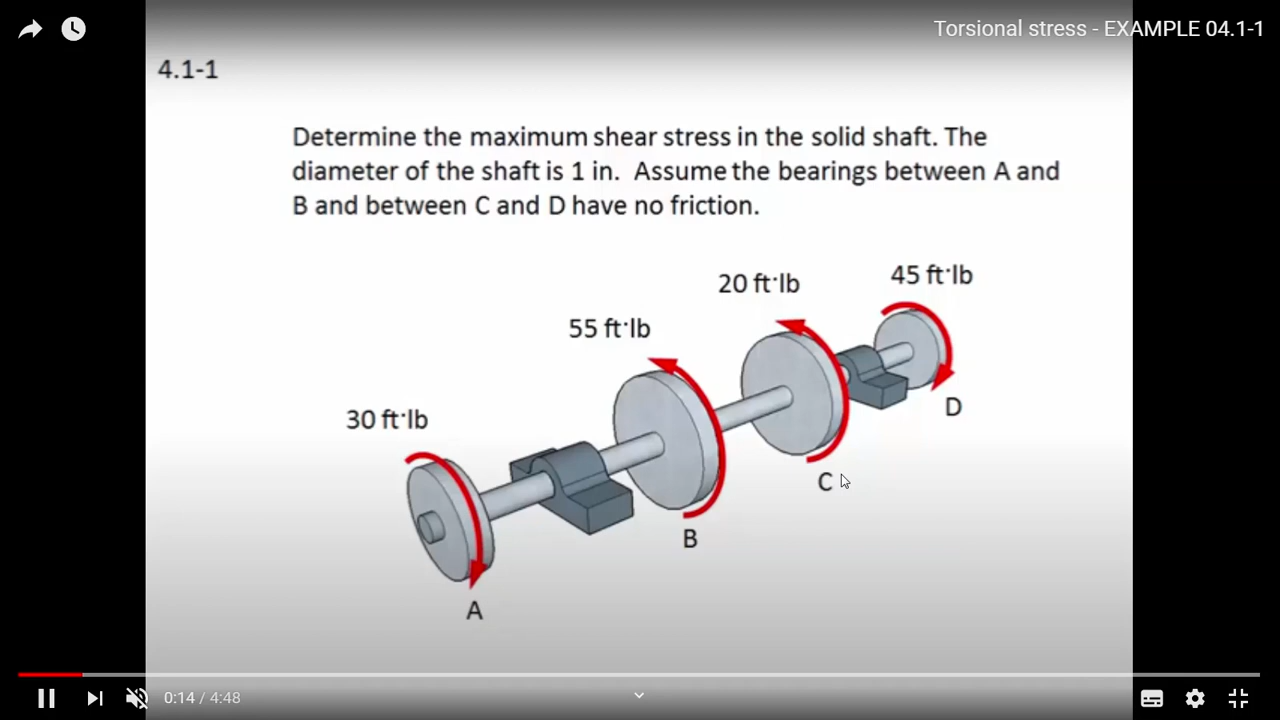 Torsional stress - EXAMPLE 04.1-1
4.1-1
Determine the maximum shear stress in the solid shaft. The
diameter of the shaft is 1 in. Assume the bearings between A and
B and between C and D have no friction.
45 ft·lb
20 ft·lb
55 ft·lb
30 ft·lb
D
C
B
A
0:14 / 4:48